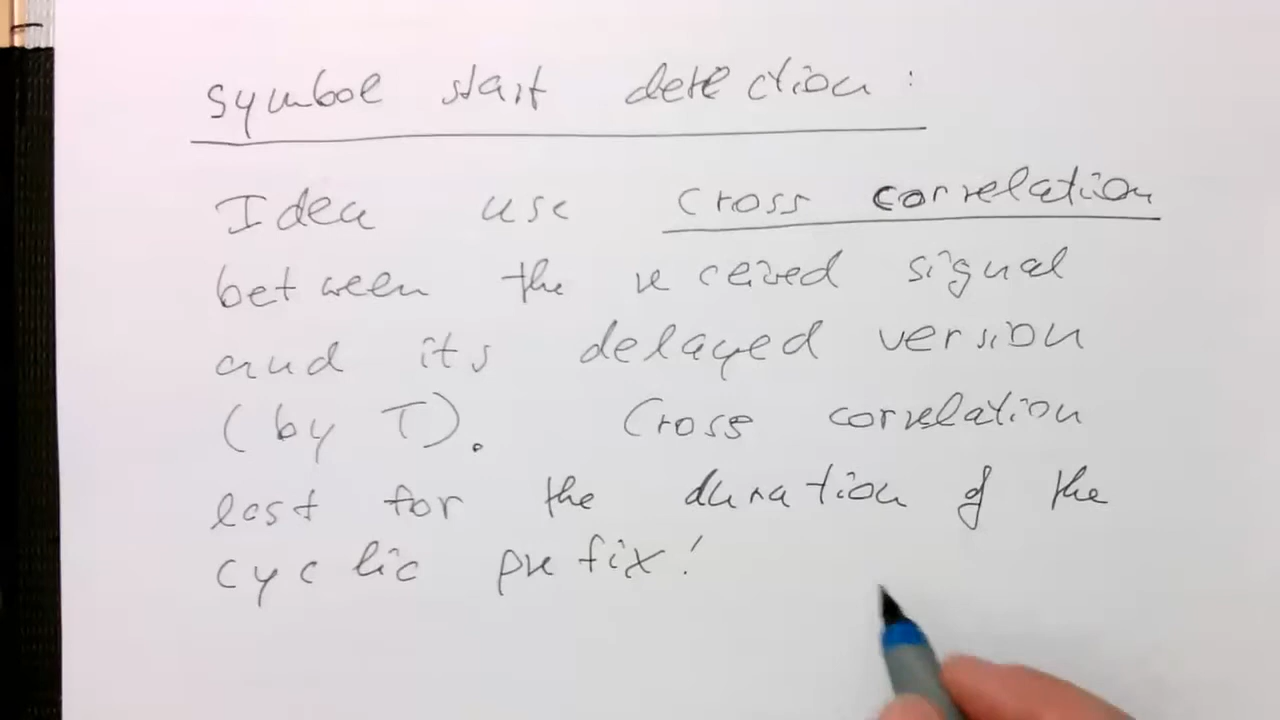 symbol start detection :
Idea use cross correlation
between the received signal
and its delayed version
(by T). Cross correlation
last for the duration of the
cyclic prefix!